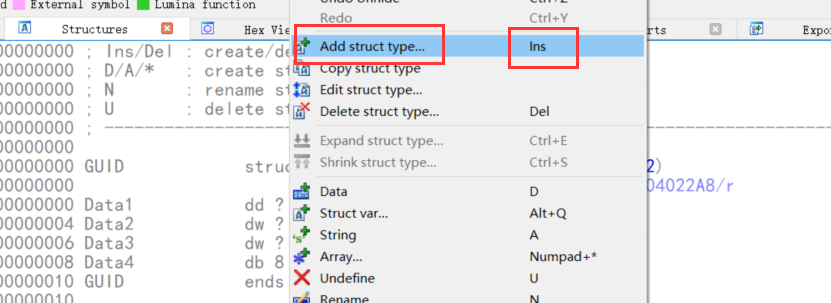 d External symbol Lumina function
Redo Ctrl+Y
Structures Hex Vie rts Expo
Add struct type... Ins
Copy struct type
Edit struct type...
Delete struct type... Del
Expand struct type... Ctrl+E
Shrink struct type... Ctrl+S
Data D
Struct var... Alt+Q
String A
Array... Numpad+*
Undefine U
Rename N
00000000 ; Ins/Del : create/de
00000000 ; D/A/* : create st
00000000 ; N : rename st
00000000 ; U : delete st
00000000 ; ---
00000000
00000000 GUID struc 2)
00000000 04022A8/r
00000000 Data1 dd ?
00000004 Data2 dw ?
00000006 Data3 dw ?
00000008 Data4 db 8
00000010 GUID ends
00000010